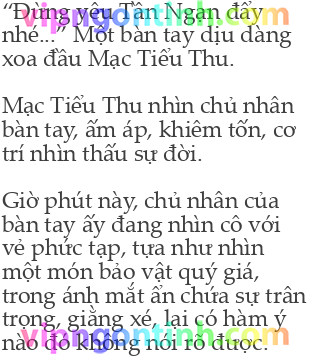 “Đừng yêu Tần Ngạn đấy
nhé...” Một bàn tay dịu dàng
xoa đầu Mạc Tiểu Thu.
Mạc Tiểu Thu nhìn chủ nhân
bàn tay, ấm áp, khiêm tốn, cơ
trí nhìn thấu sự đời.
Giờ phút này, chủ nhân của
bàn tay ấy đang nhìn cô với
vẻ phức tạp, tựa như nhìn
một món bảo vật quý giá,
trong ánh mắt ẩn chứa sự trân
trọng, giằng xé, lại có hàm ý
nào đó không nói rõ được.
vipngontinh.com
vipngontinh.com